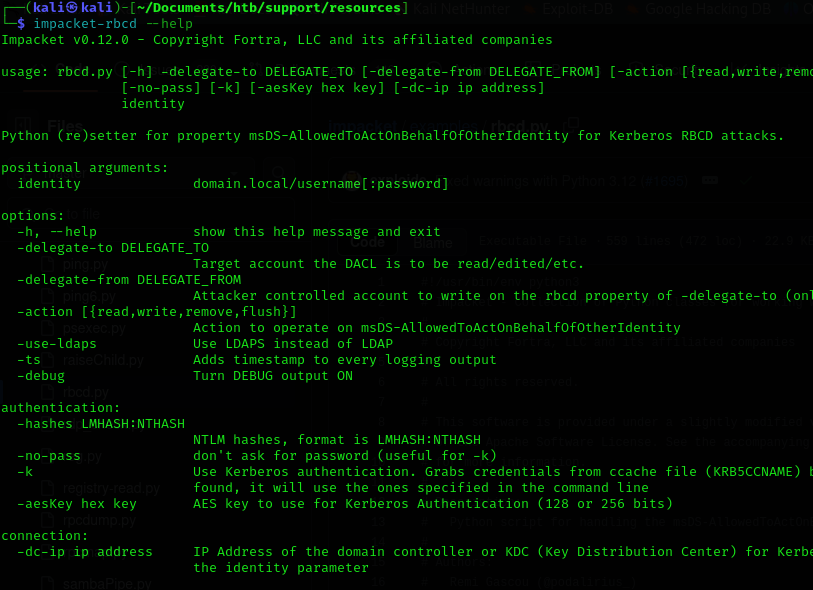 ┌──(kali㉿kali)-[~/Documents/htb/support/resources]
└─$ impacket-rbcd --help
Impacket v0.12.0 - Copyright Fortra, LLC and its affiliated companies
usage: rbcd.py [-h] -delegate-to DELEGATE_TO [-delegate-from DELEGATE_FROM] [-action [{read,write,remo
[-no-pass] [-k] [-aesKey hex key] [-dc-ip ip address]
identity
Python (re)setter for property msDS-AllowedToActOnBehalfOfOtherIdentity for Kerberos RBCD attacks.
positional arguments:
identity domain.local/username[:password]
options:
-h, --help show this help message and exit
-delegate-to DELEGATE_TO
Target account the DACL is to be read/edited/etc.
-delegate-from DELEGATE_FROM
Attacker controlled account to write on the rbcd property of -delegate-to (onl
-action [{read,write,remove,flush}]
Action to operate on msDS-AllowedToActOnBehalfOfOtherIdentity
-use-ldaps Use LDAPS instead of LDAP
-ts Adds timestamp to every logging output
-debug Turn DEBUG output ON
authentication:
-hashes LMHASH:NTHASH
NTLM hashes, format is LMHASH:NTHASH
-no-pass don't ask for password (useful for -k)
-k Use Kerberos authentication. Grabs credentials from ccache file (KRB5CCNAME) b
found, it will use the ones specified in the command line
-aesKey hex key AES key to use for Kerberos Authentication (128 or 256 bits)
connection:
-dc-ip ip address IP Address of the domain controller or KDC (Key Distribution Center) for Kerbe
the identity parameter